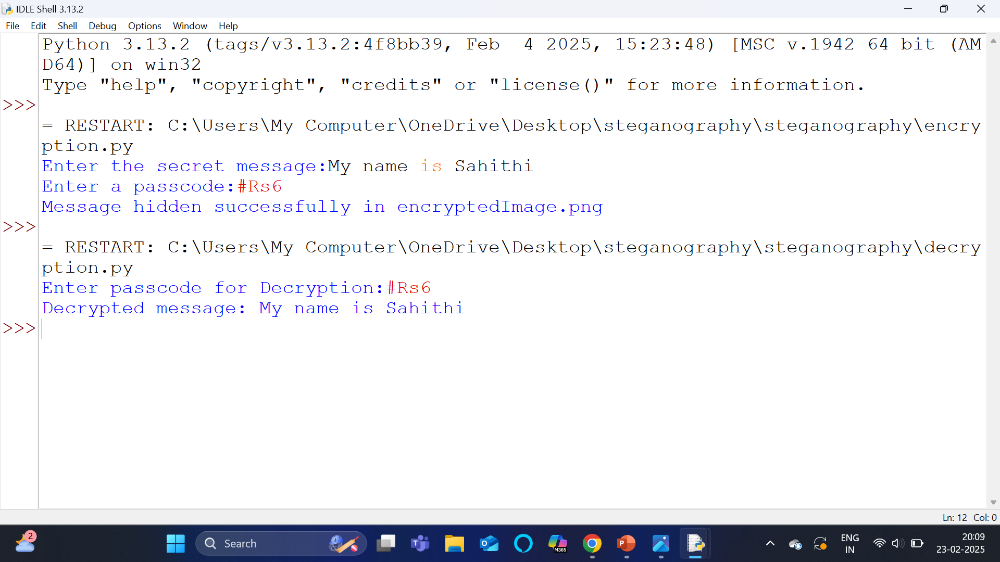 IDLE Shell 3.13.2
File Edit Shell Debug Options Window Help
Python 3.13.2 (tags/v3.13.2:4f8bb39, Feb  4 2025, 15:23:48) [MSC v.1942 64 bit (AM
D64)] on win32
Type "help", "copyright", "credits" or "license()" for more information.
>>>
= RESTART: C:\Users\My Computer\OneDrive\Desktop\steganography\steganography\encry
ption.py
Enter the secret message:My name is Sahithi
Enter a passcode:#Rs6
Message hidden successfully in encryptedImage.png
>>>
= RESTART: C:\Users\My Computer\OneDrive\Desktop\steganography\steganography\decry
ption.py
Enter passcode for Decryption:#Rs6
Decrypted message: My name is Sahithi
>>>
Ln: 12 Col: 0
2
Search
M365
ENG
IN
20:09
23-02-2025